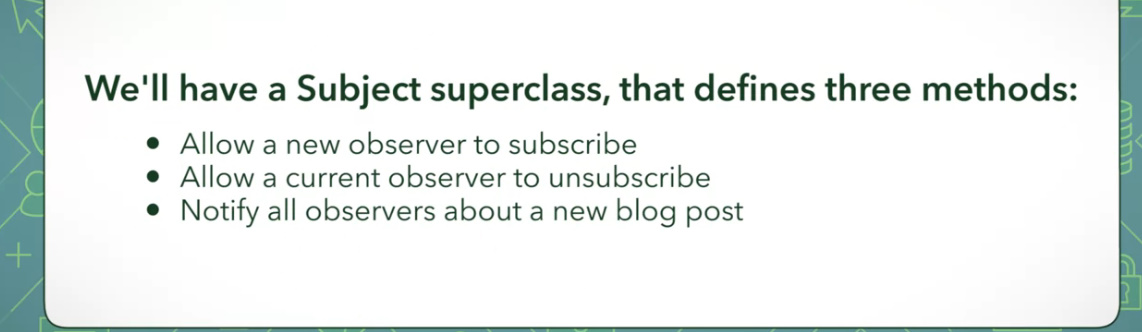 We'll have a Subject superclass, that defines three methods:
• Allow a new observer to subscribe
• Allow a current observer to unsubscribe
• Notify all observers about a new blog post